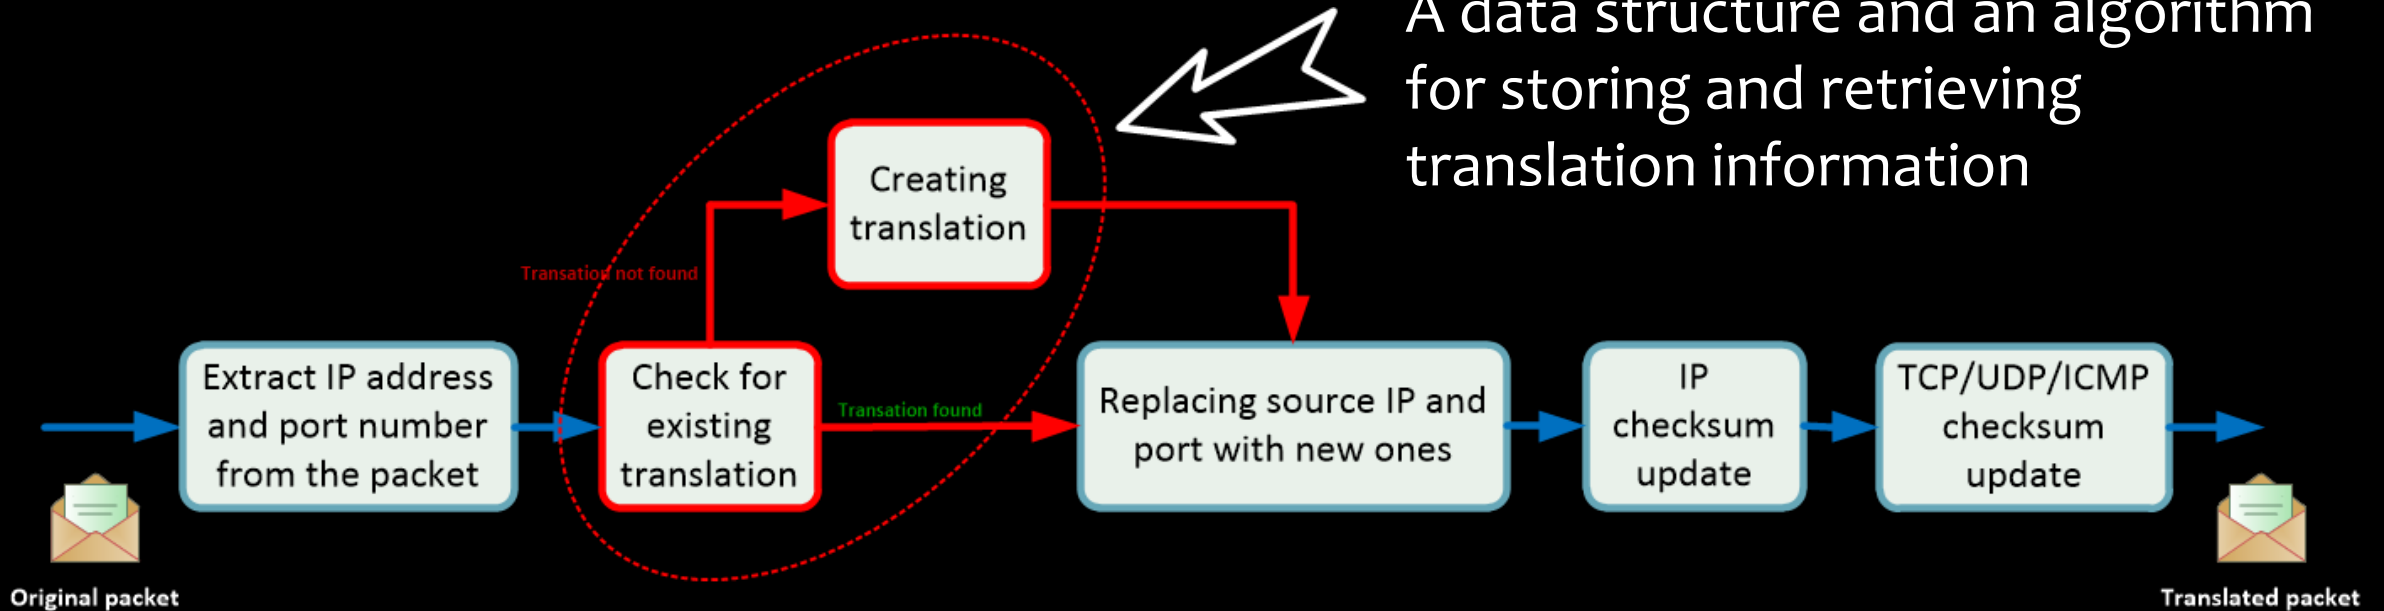 A data structure and an algorithm
for storing and retrieving
translation information
Creating
translation
Transation not found
Extract IP address
and port number
from the packet
Check for
existing
translation
Transation found
Replacing source IP and
port with new ones
IP
checksum
update
TCP/UDP/ICMP
checksum
update
Original packet
Translated packet